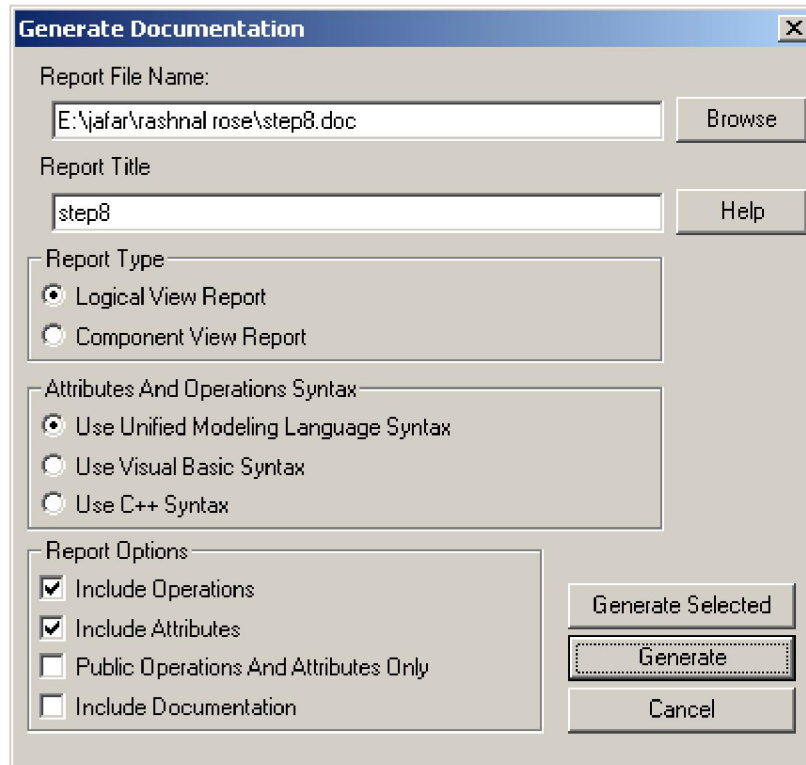 Generate Documentation
Report File Name:
E:\jafar\rashnal rose\step8.doc
Browse
Report Title
step8
Help
Report Type
Logical View Report
Component View Report
Attributes And Operations Syntax
Use Unified Modeling Language Syntax
Use Visual Basic Syntax
Use C++ Syntax
Report Options
Include Operations
Include Attributes
Public Operations And Attributes Only
Include Documentation
Generate Selected
Generate
Cancel